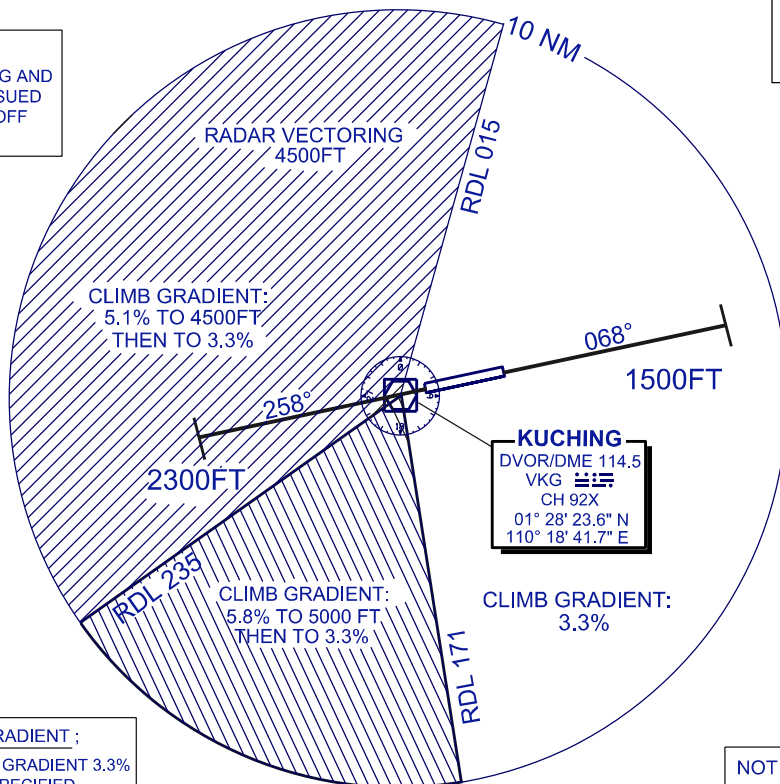 10 NM
G AND
SUED
OFF
RADAR VECTORING
4500FT
RDL 015
CLIMB GRADIENT:
5.1% TO 4500FT
THEN TO 3.3%
068°
1500FT
258°
2300FT
KUCHING
DVOR/DME 114.5
VKG
CH 92X
01° 28' 23.6" N
110° 18' 41.7" E
RDL 235
CLIMB GRADIENT:
5.8% TO 5000 FT
THEN TO 3.3%
CLIMB GRADIENT:
3.3%
RDL 171
RADIENT ;
GRADIENT 3.3%
PECIFIED
NOT